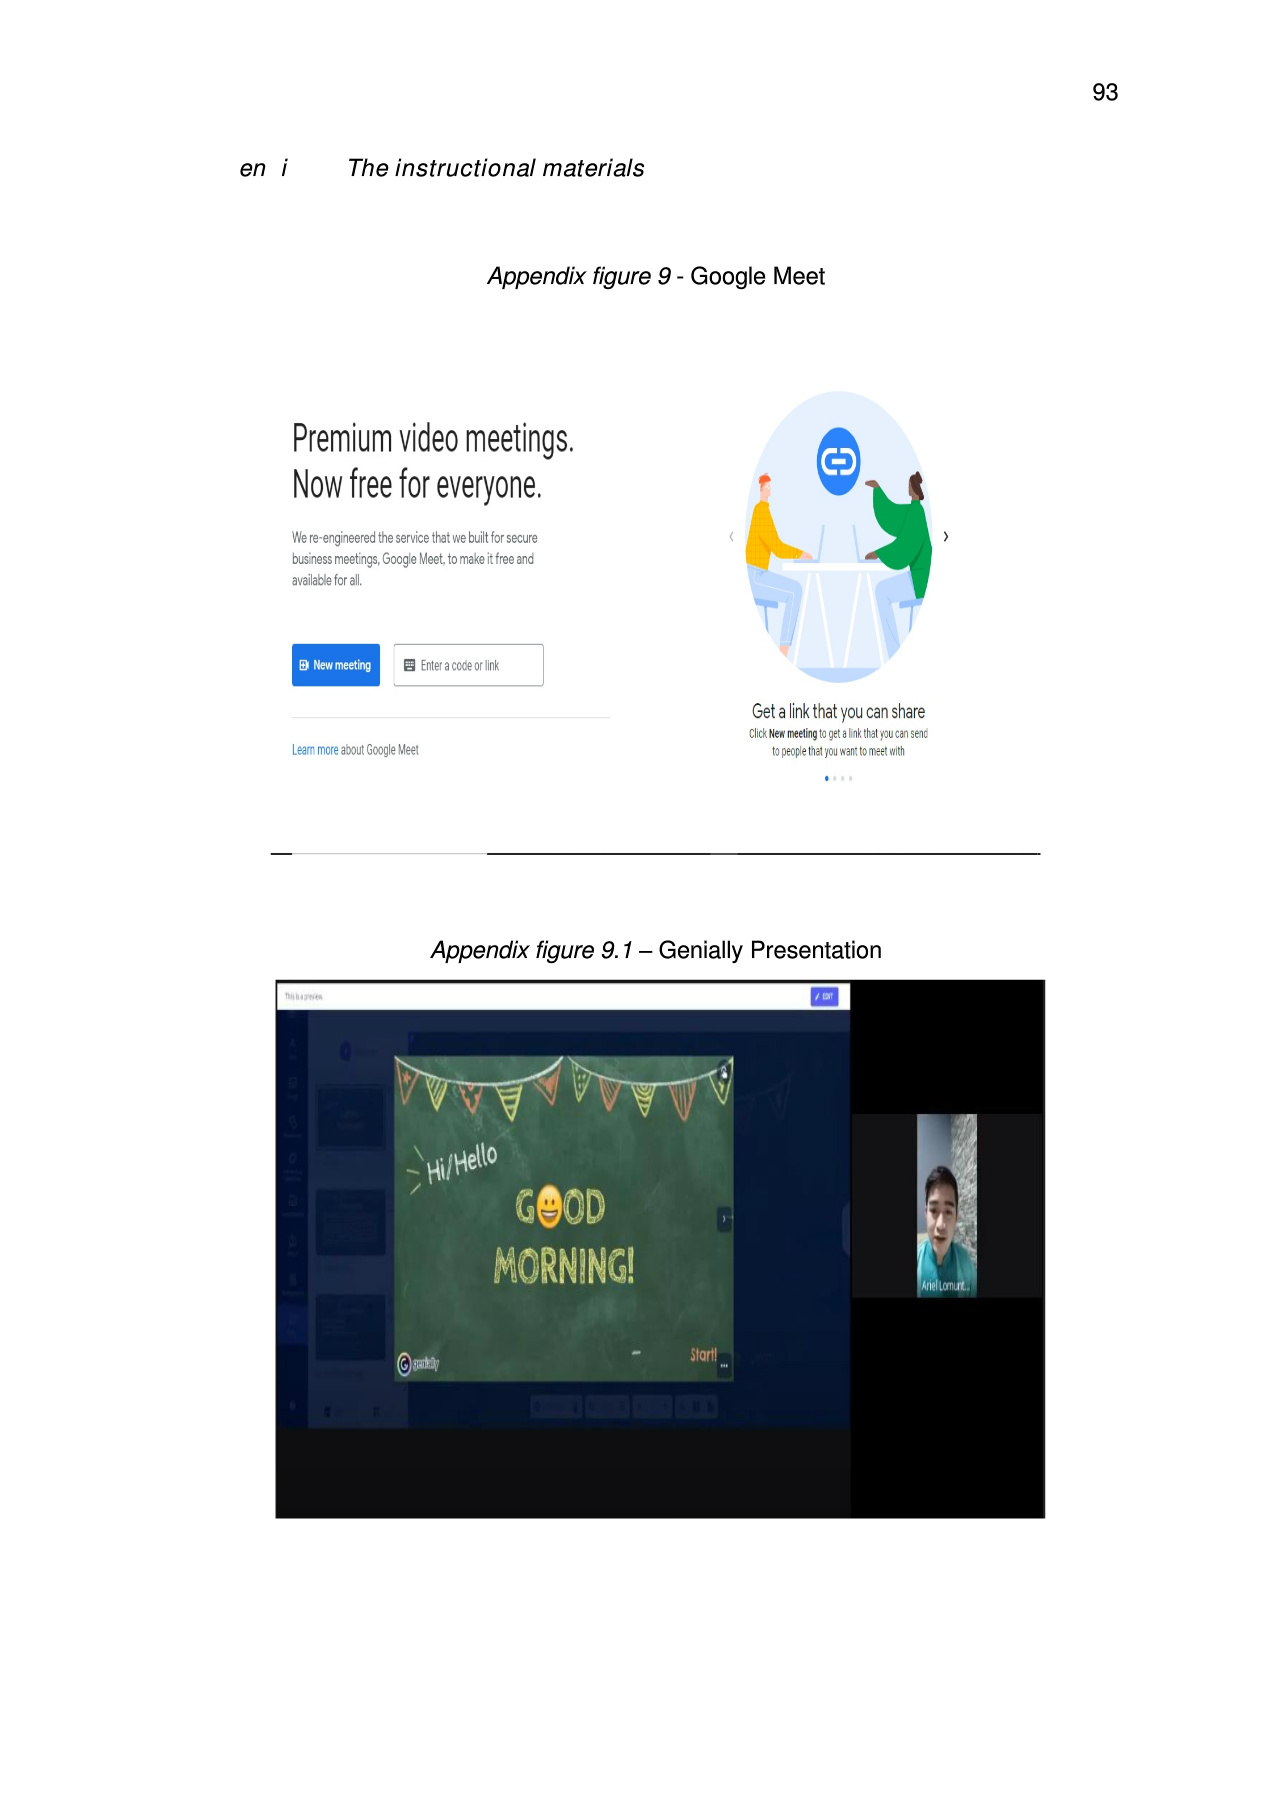 93
en i The instructional materials
Appendix figure 9 - Google Meet
Premium video meetings.
Now free for everyone.
We re-engineered the service that we built for secure
business meetings, Google Meet, to make it free and
available for all.
New meeting
Enter a code or link
Learn more about Google Meet
Get a link that you can share
Click New meeting to get a link that you can send
to people that you want to meet with
Appendix figure 9.1 – Genially Presentation
This is a preview.
EDIT
Hi/Hello
G😀OD
MORNING!
genially
Start!
Ariel Lomunt...